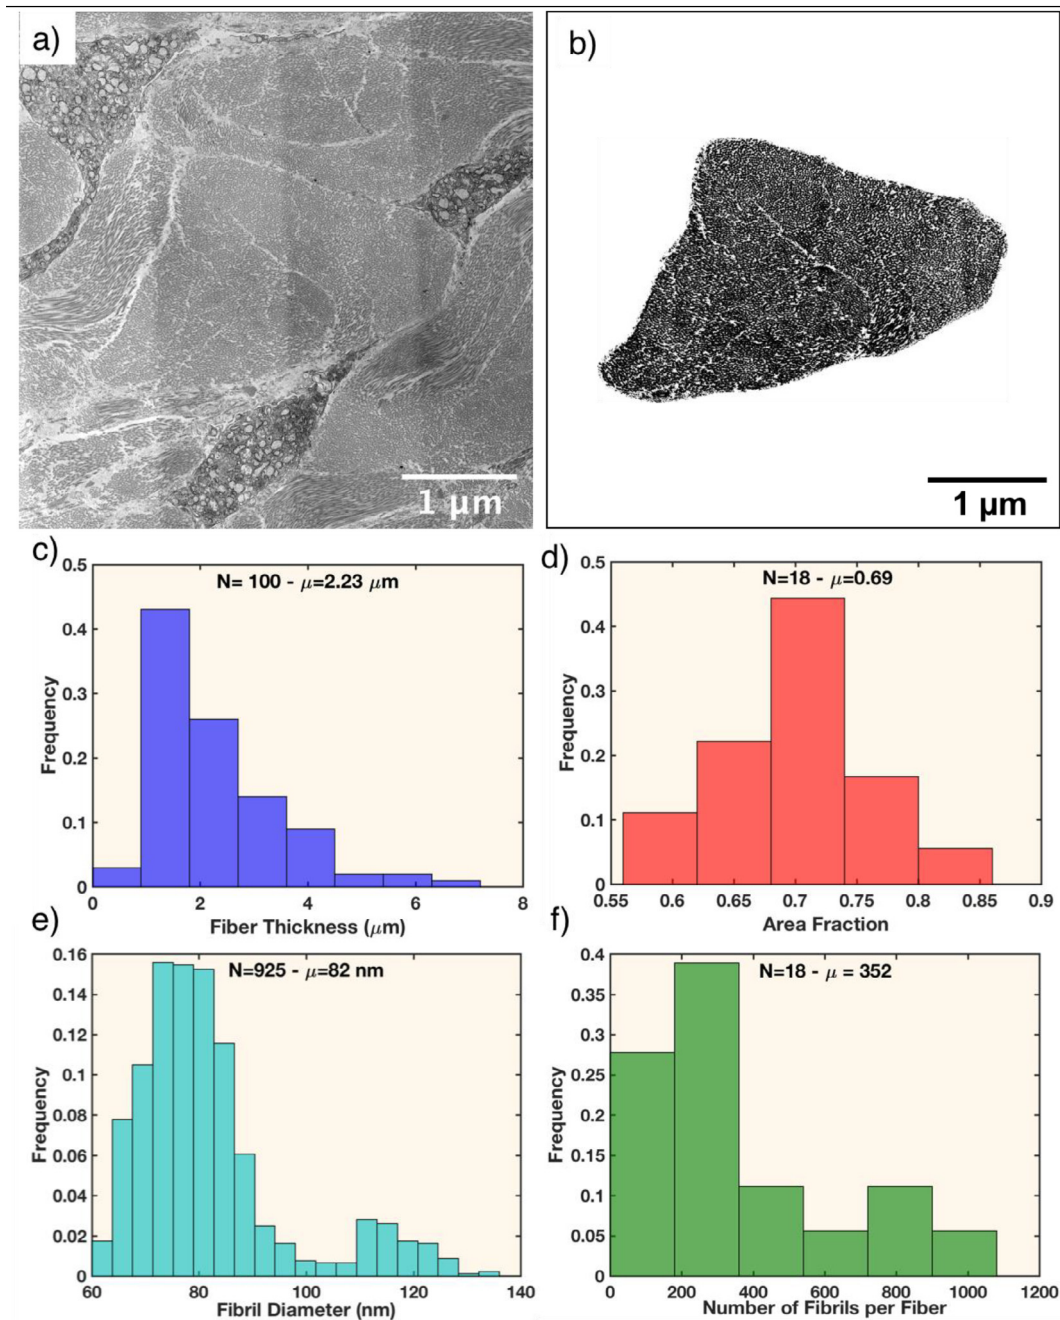 a)
1 μm
b)
1 μm
c)
N= 100 - μ=2.23 μm
0.5
0.4
0.3
0.2
0.1
0
Frequency
0 2 4 6 8
Fiber Thickness (μm)
d)
N=18 - μ=0.69
0.5
0.4
0.3
0.2
0.1
0
Frequency
0.55 0.6 0.65 0.7 0.75 0.8 0.85 0.9
Area Fraction
e)
N=925 - μ=82 nm
0.16
0.14
0.12
0.1
0.08
0.06
0.04
0.02
0
Frequency
60 80 100 120 140
Fibril Diameter (nm)
f)
N=18 - μ = 352
0.4
0.35
0.3
0.25
0.2
0.15
0.1
0.05
0
Frequency
0 200 400 600 800 1000 1200
Number of Fibrils per Fiber